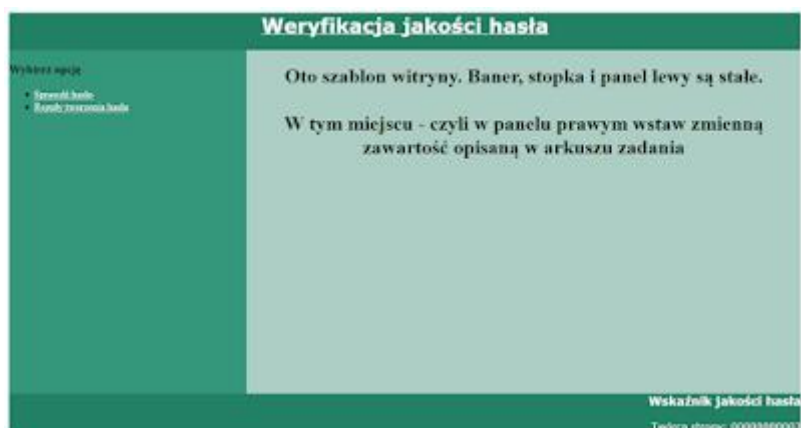 Weryfikacja jakości hasła
Wybierz opcję
Sprawdź hasło
Reguły tworzenia hasła
Oto szablon witryny. Baner, stopka i panel lewy są stałe.
W tym miejscu - czyli w panelu prawym wstaw zmienną
zawartość opisaną w arkuszu zadania
Wskaźnik jakości hasła
Twórca strony: